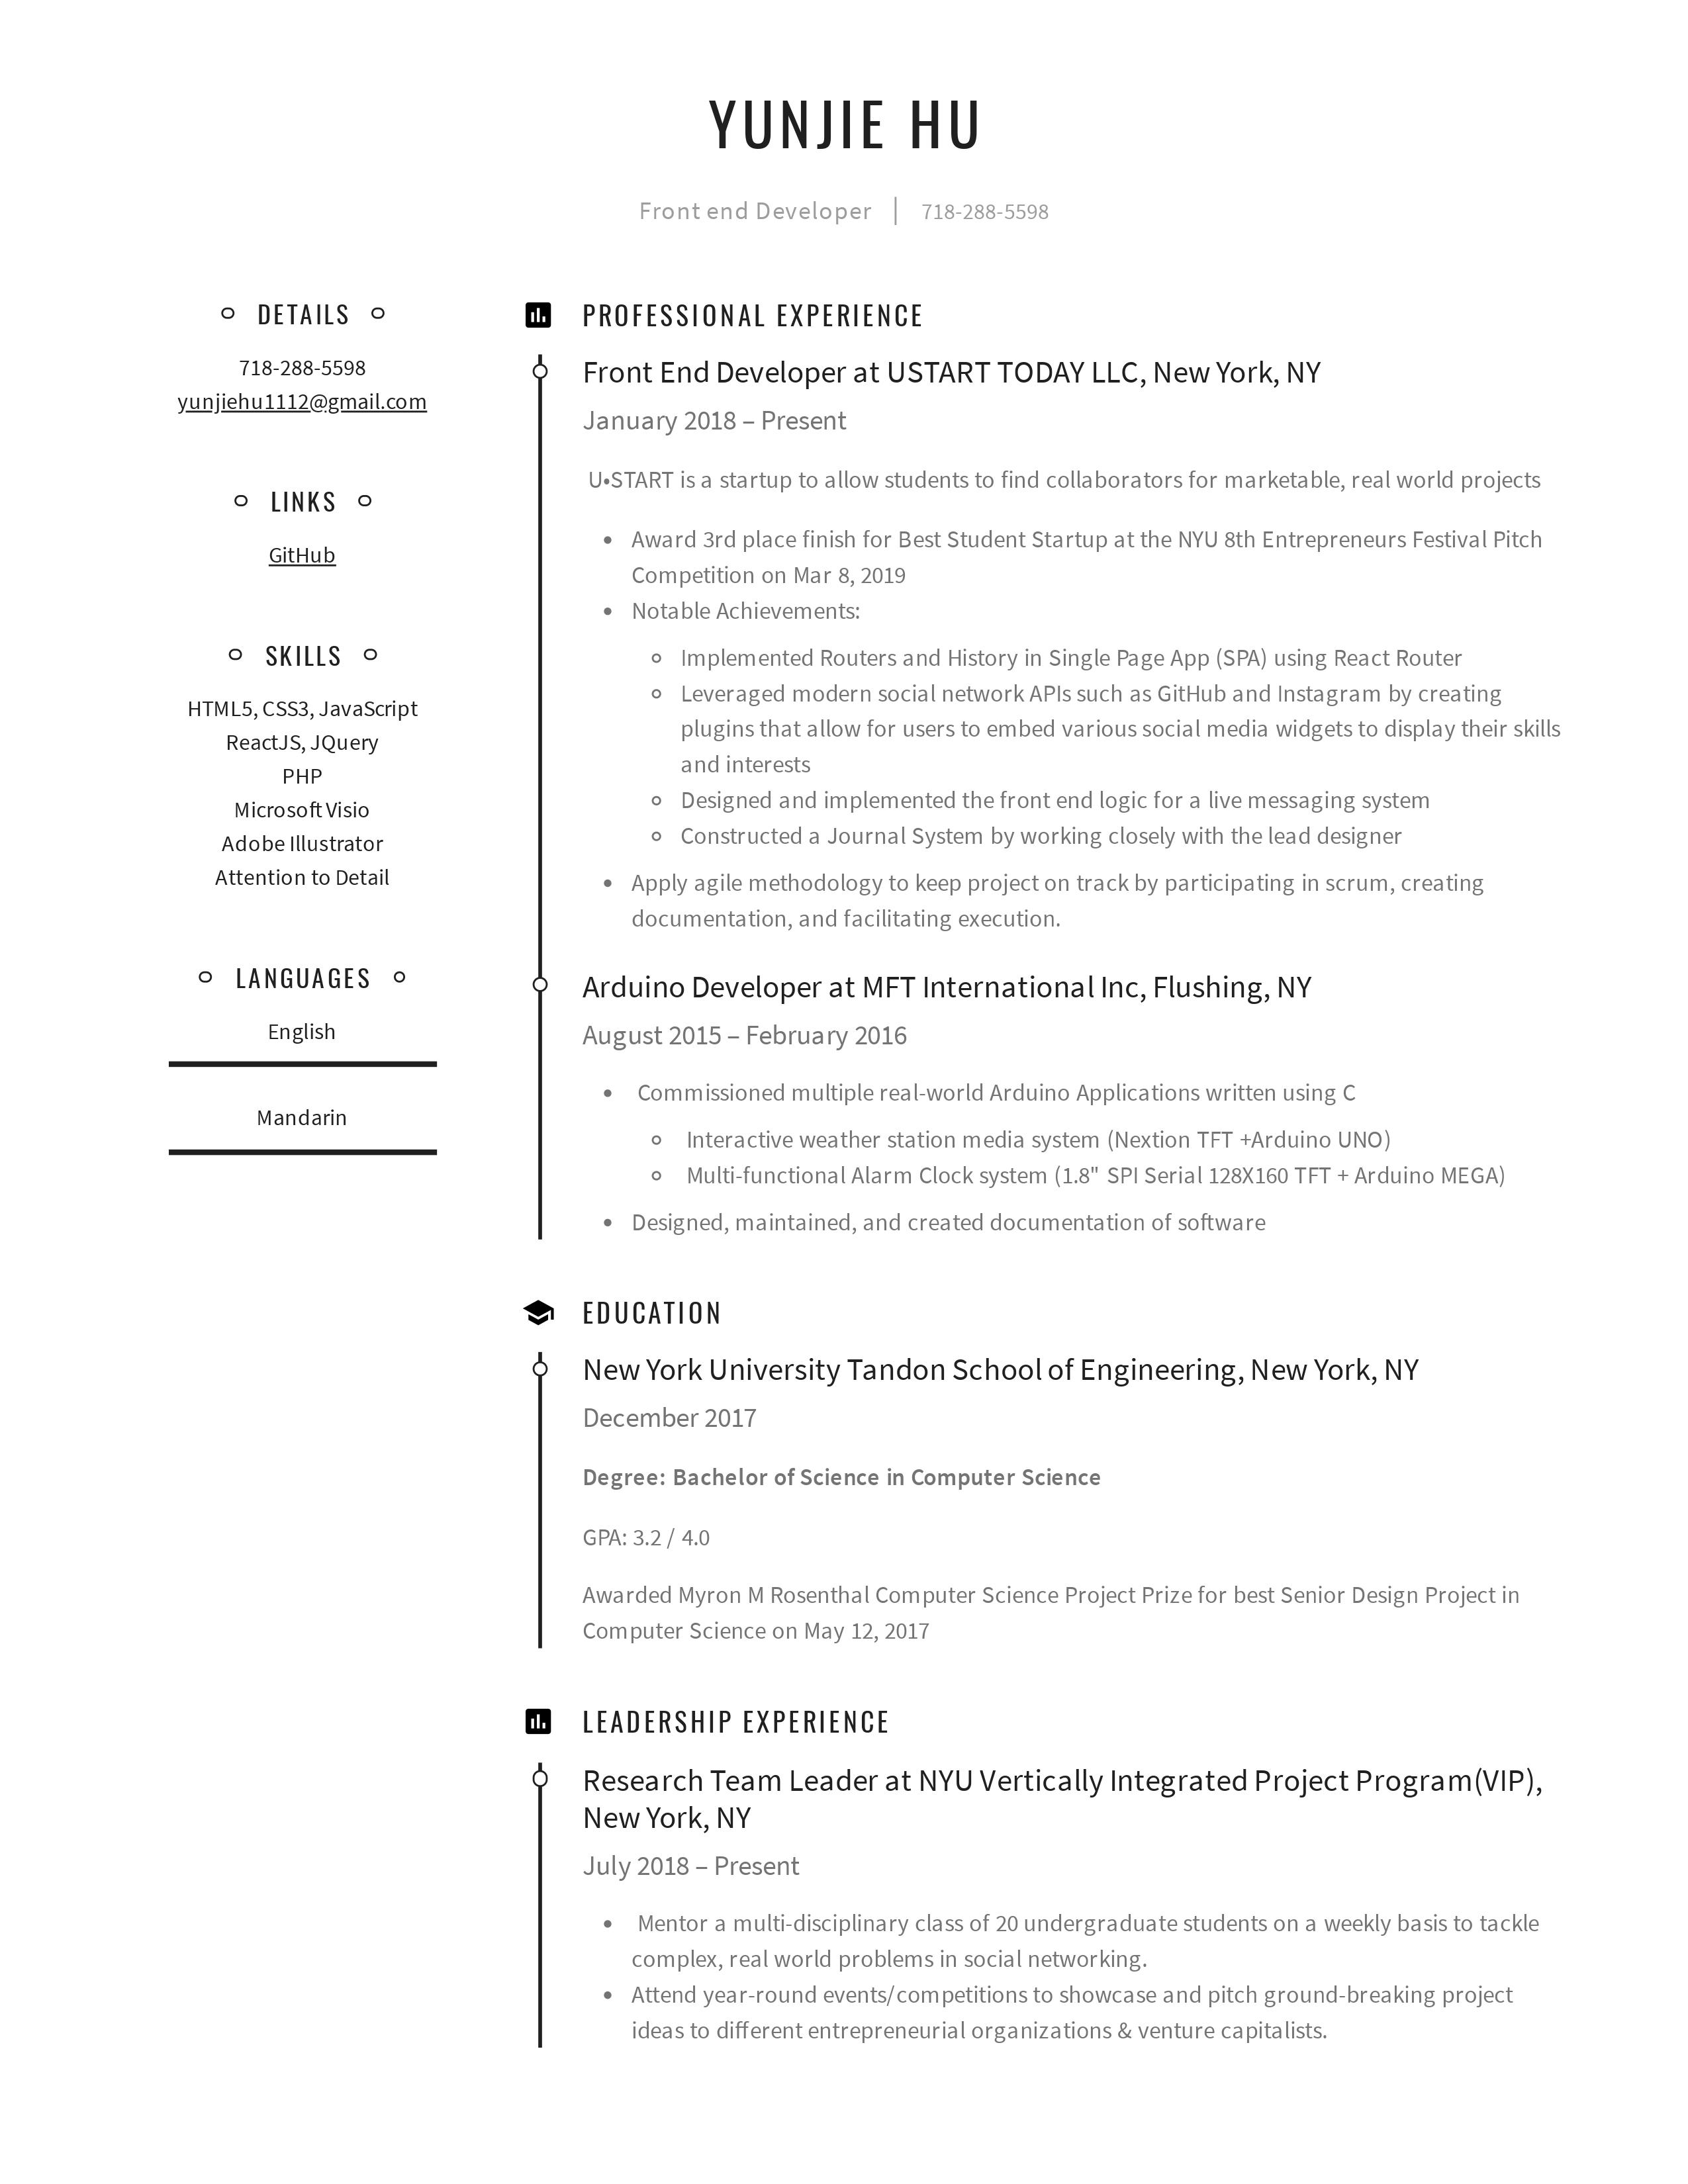 YUNJIE HU
Front end Developer | 718-288-5598
DETAILS
718-288-5598
yunjiehu1112@gmail.com
LINKS
GitHub
SKILLS
HTML5, CSS3, JavaScript
ReactJS, JQuery
PHP
Microsoft Visio
Adobe Illustrator
Attention to Detail
LANGUAGES
English
Mandarin
PROFESSIONAL EXPERIENCE
Front End Developer at USTART TODAY LLC, New York, NY
January 2018 – Present
U•START is a startup to allow students to find collaborators for marketable, real world projects
• Award 3rd place finish for Best Student Startup at the NYU 8th Entrepreneurs Festival Pitch
Competition on Mar 8, 2019
• Notable Achievements:
◦ Implemented Routers and History in Single Page App (SPA) using React Router
◦ Leveraged modern social network APIs such as GitHub and Instagram by creating
plugins that allow for users to embed various social media widgets to display their skills
and interests
◦ Designed and implemented the front end logic for a live messaging system
◦ Constructed a Journal System by working closely with the lead designer
• Apply agile methodology to keep project on track by participating in scrum, creating
documentation, and facilitating execution.
Arduino Developer at MFT International Inc, Flushing, NY
August 2015 – February 2016
• Commissioned multiple real-world Arduino Applications written using C
◦ Interactive weather station media system (Nextion TFT +Arduino UNO)
◦ Multi-functional Alarm Clock system (1.8" SPI Serial 128X160 TFT + Arduino MEGA)
• Designed, maintained, and created documentation of software
EDUCATION
New York University Tandon School of Engineering, New York, NY
December 2017
Degree: Bachelor of Science in Computer Science
GPA: 3.2 / 4.0
Awarded Myron M Rosenthal Computer Science Project Prize for best Senior Design Project in
Computer Science on May 12, 2017
LEADERSHIP EXPERIENCE
Research Team Leader at NYU Vertically Integrated Project Program(VIP),
New York, NY
July 2018 – Present
• Mentor a multi-disciplinary class of 20 undergraduate students on a weekly basis to tackle
complex, real world problems in social networking.
• Attend year-round events/competitions to showcase and pitch ground-breaking project
ideas to different entrepreneurial organizations & venture capitalists.